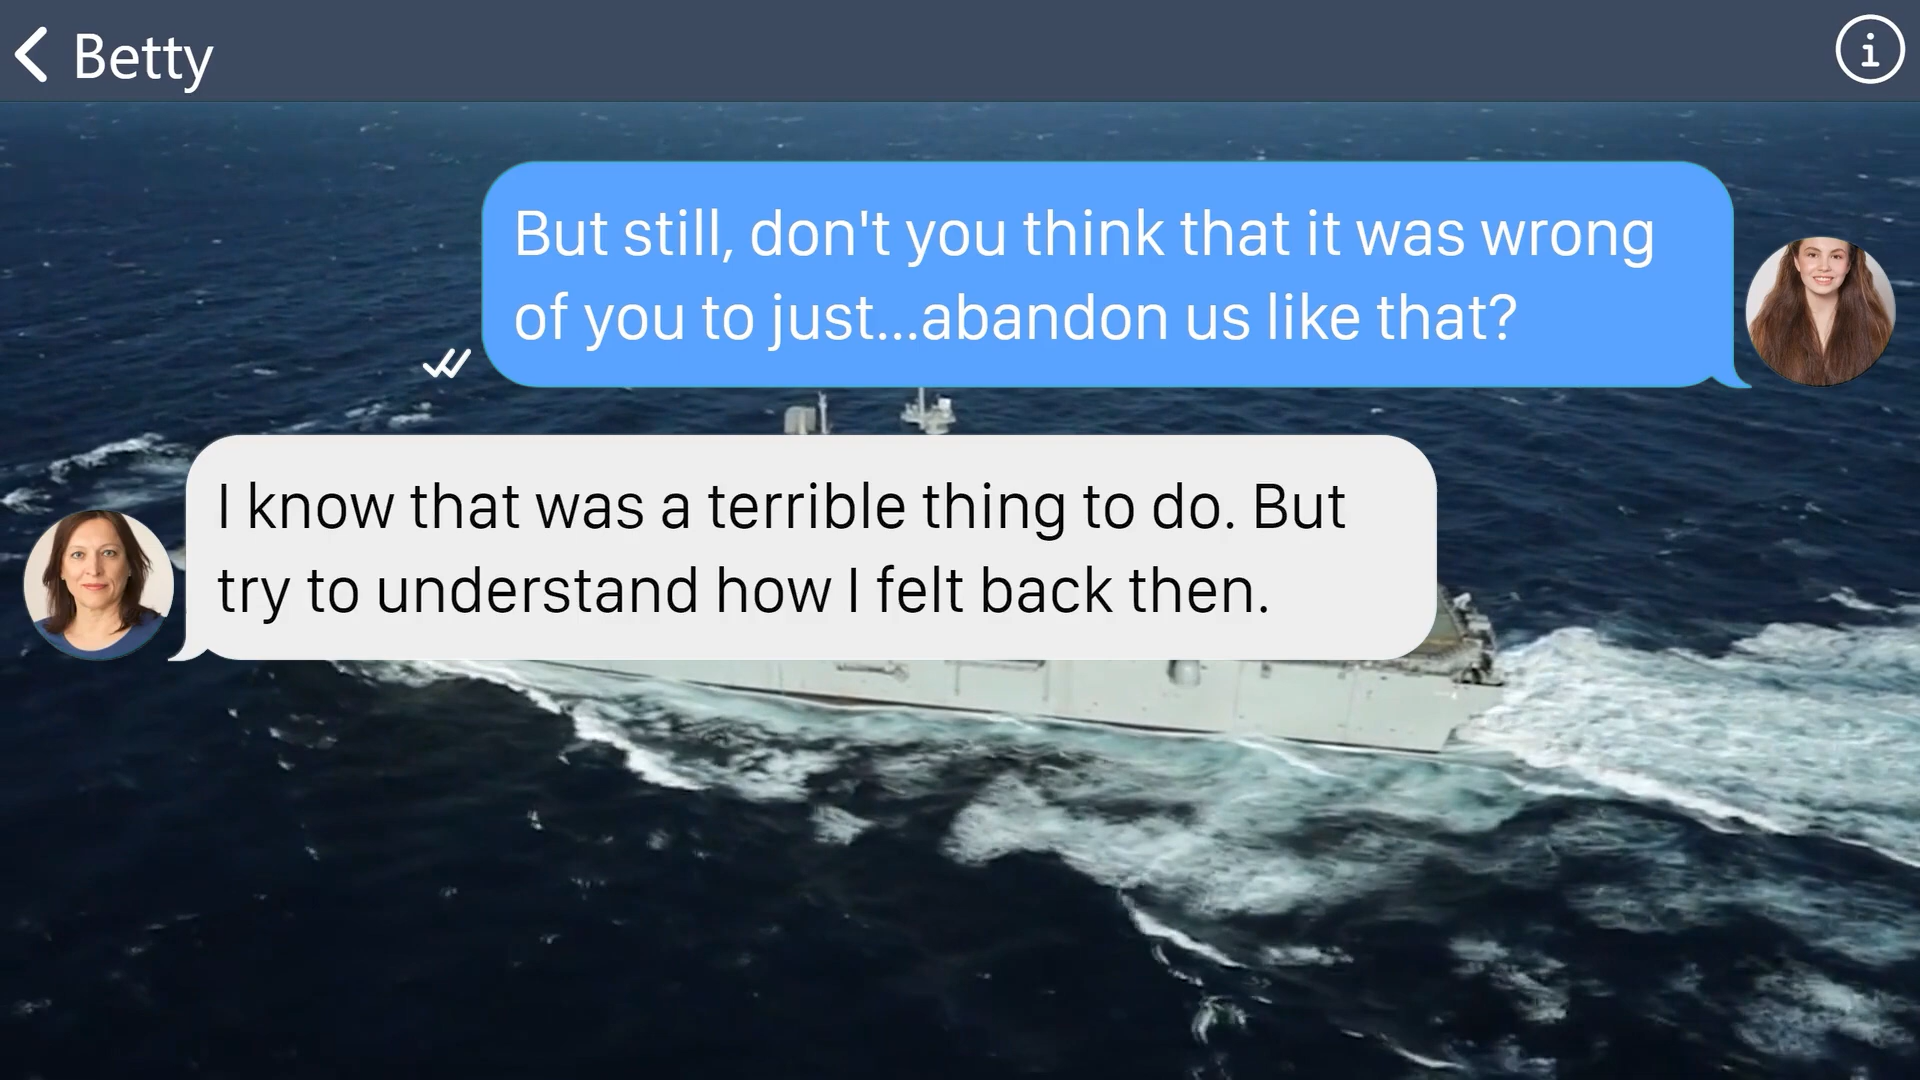 Betty
But still, don't you think that it was wrong
of you to just...abandon us like that?
I know that was a terrible thing to do. But
try to understand how I felt back then.